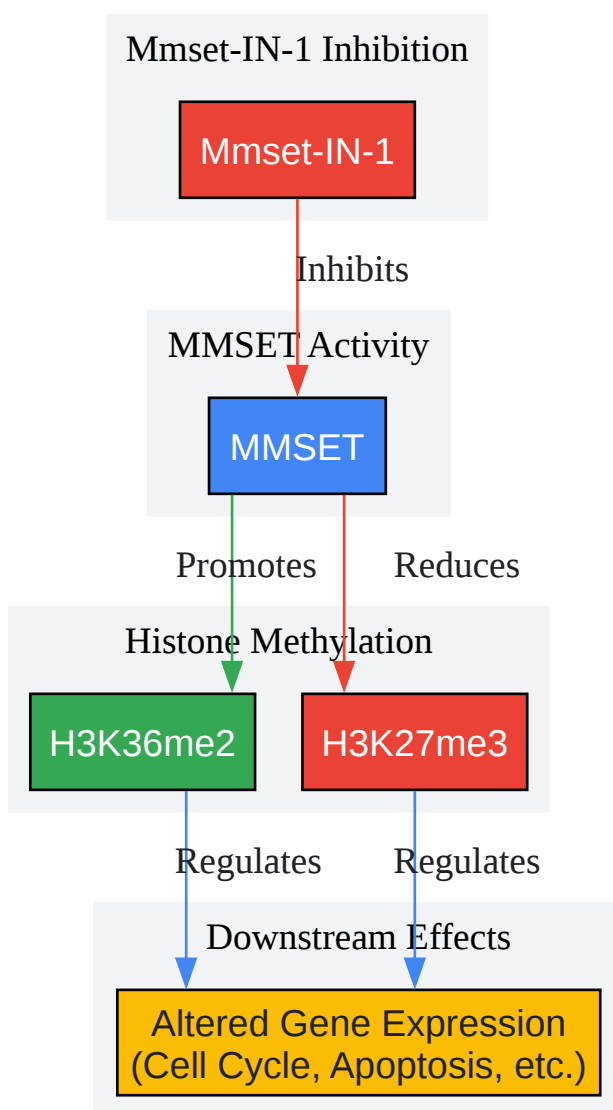 Mmset-IN-1 Inhibition
Mmset-IN-1
Inhibits
MMSET Activity
MMSET
Promotes
Reduces
Histone Methylation
H3K36me2
H3K27me3
Regulates
Regulates
Downstream Effects
Altered Gene Expression
(Cell Cycle, Apoptosis, etc.)